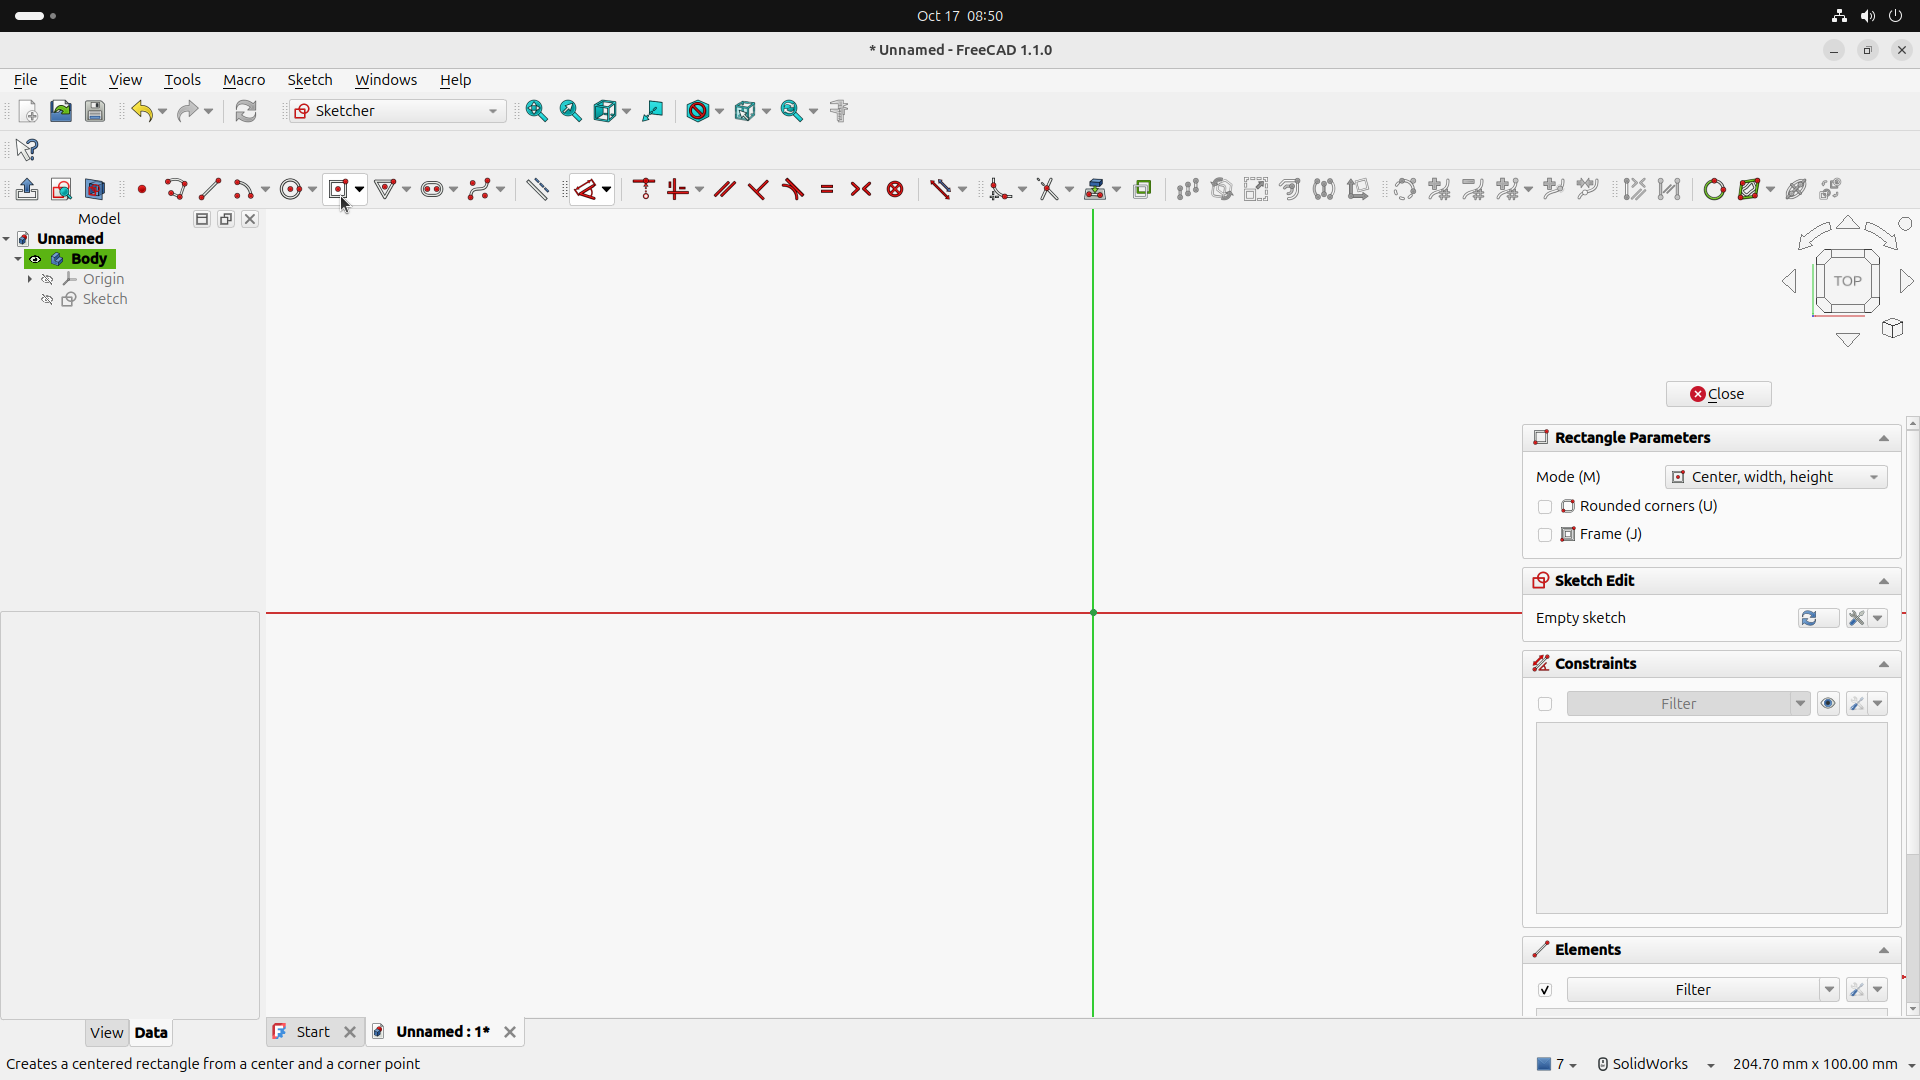 Oct 17 08:50
* Unnamed - FreeCAD 1.1.0
File Edit View Tools Macro Sketch Windows Help
Sketcher
Model
Unnamed
Body
Origin
Sketch
TOP
Close
Rectangle Parameters
Mode (M) Center, width, height
Rounded corners (U)
Frame (J)
Sketch Edit
Empty sketch
Constraints
Filter
Elements
Filter
View Data
Start Unnamed : 1*
Creates a centered rectangle from a center and a corner point
7 SolidWorks 204.70 mm x 100.00 mm